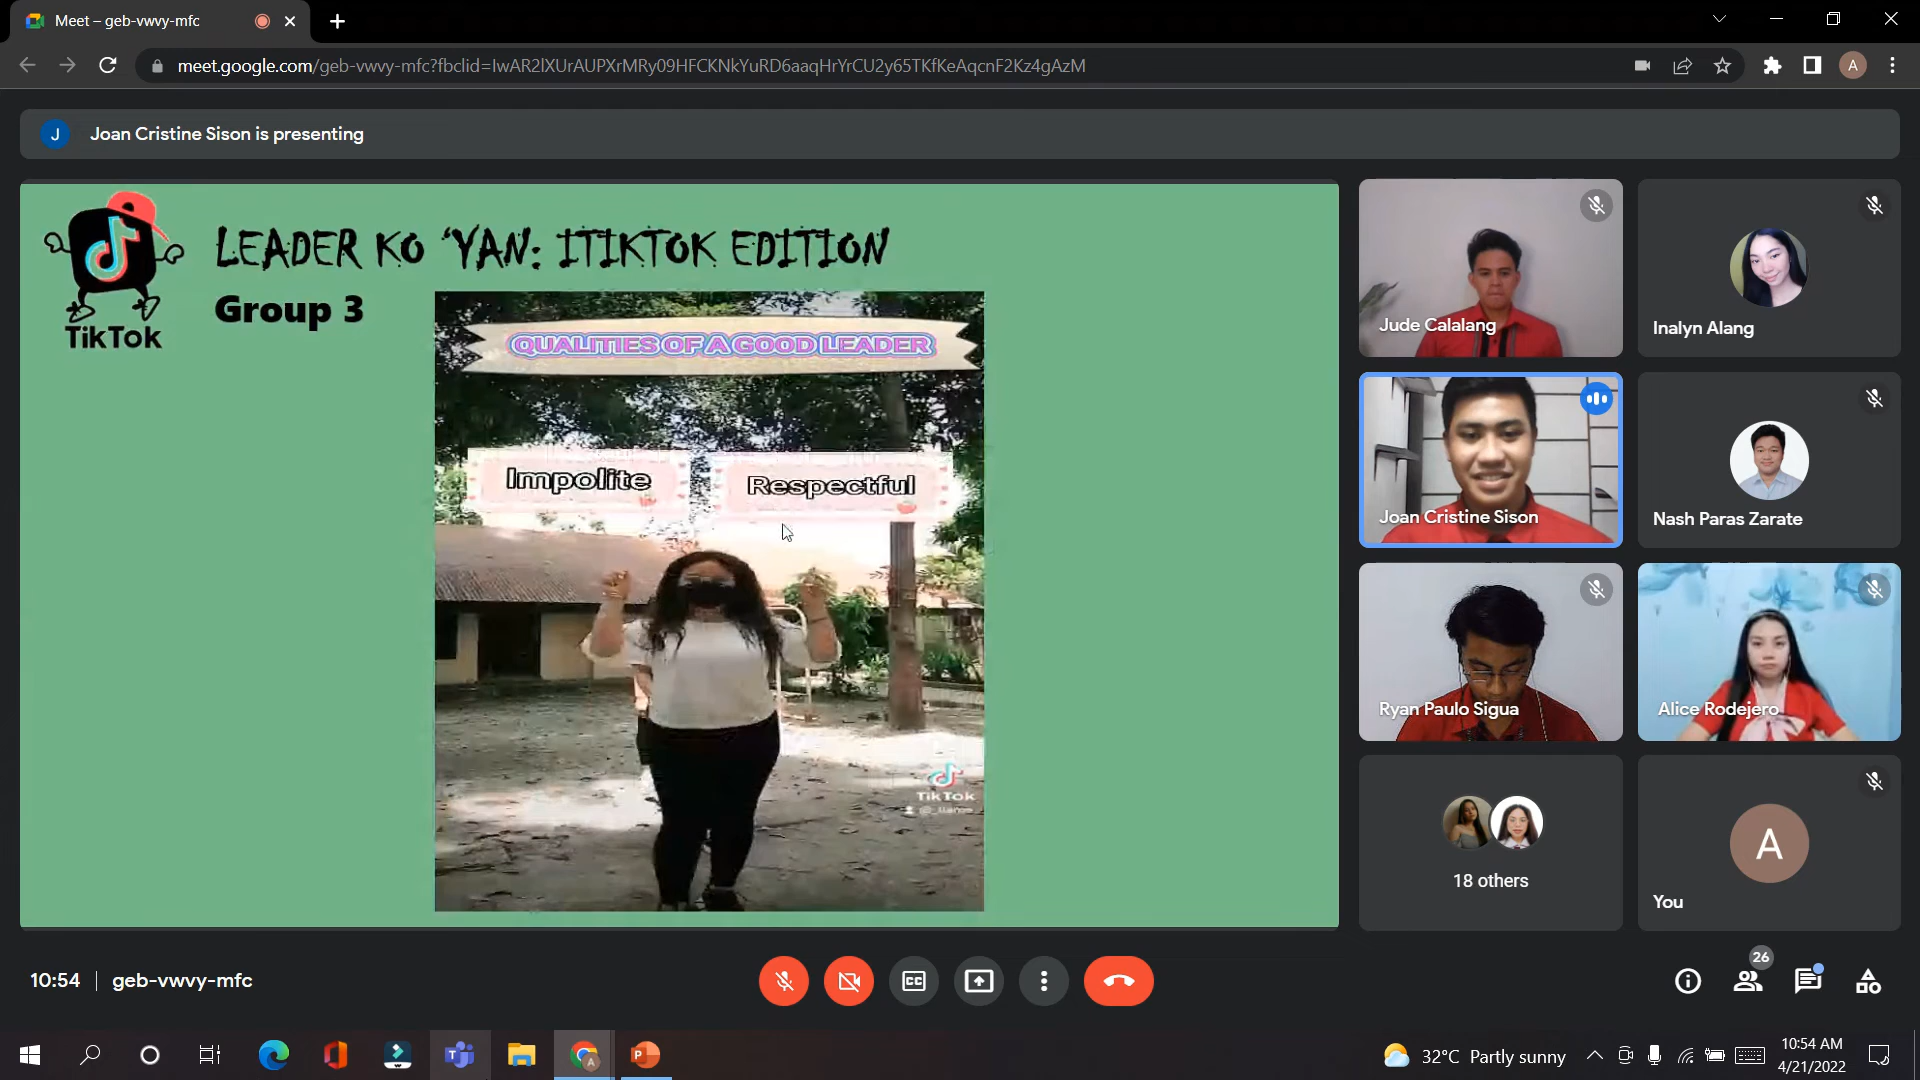 Meet – geb-vwvy-mfc
meet.google.com/geb-vwvy-mfc?fbclid=IwAR2lXUrAUPXrMRy09HFCKNkYuRD6aaqHrYrCU2y65TKfKeAqcnF2Kz4gAzM
A
J
Joan Cristine Sison is presenting
LEADER KO 'YAN: ITIKTOK EDITION
Group 3
TikTok
QUALITIES OF A GOOD LEADER
Impolite
Respectful
TikTok
Jude Calalang
Inalyn Alang
Joan Cristine Sison
Nash Paras Zarate
Ryan Paulo Sigua
Alice Rodejero
18 others
A
You
10:54
geb-vwvy-mfc
CC
26
32°C Partly sunny
10:54 AM
4/21/2022